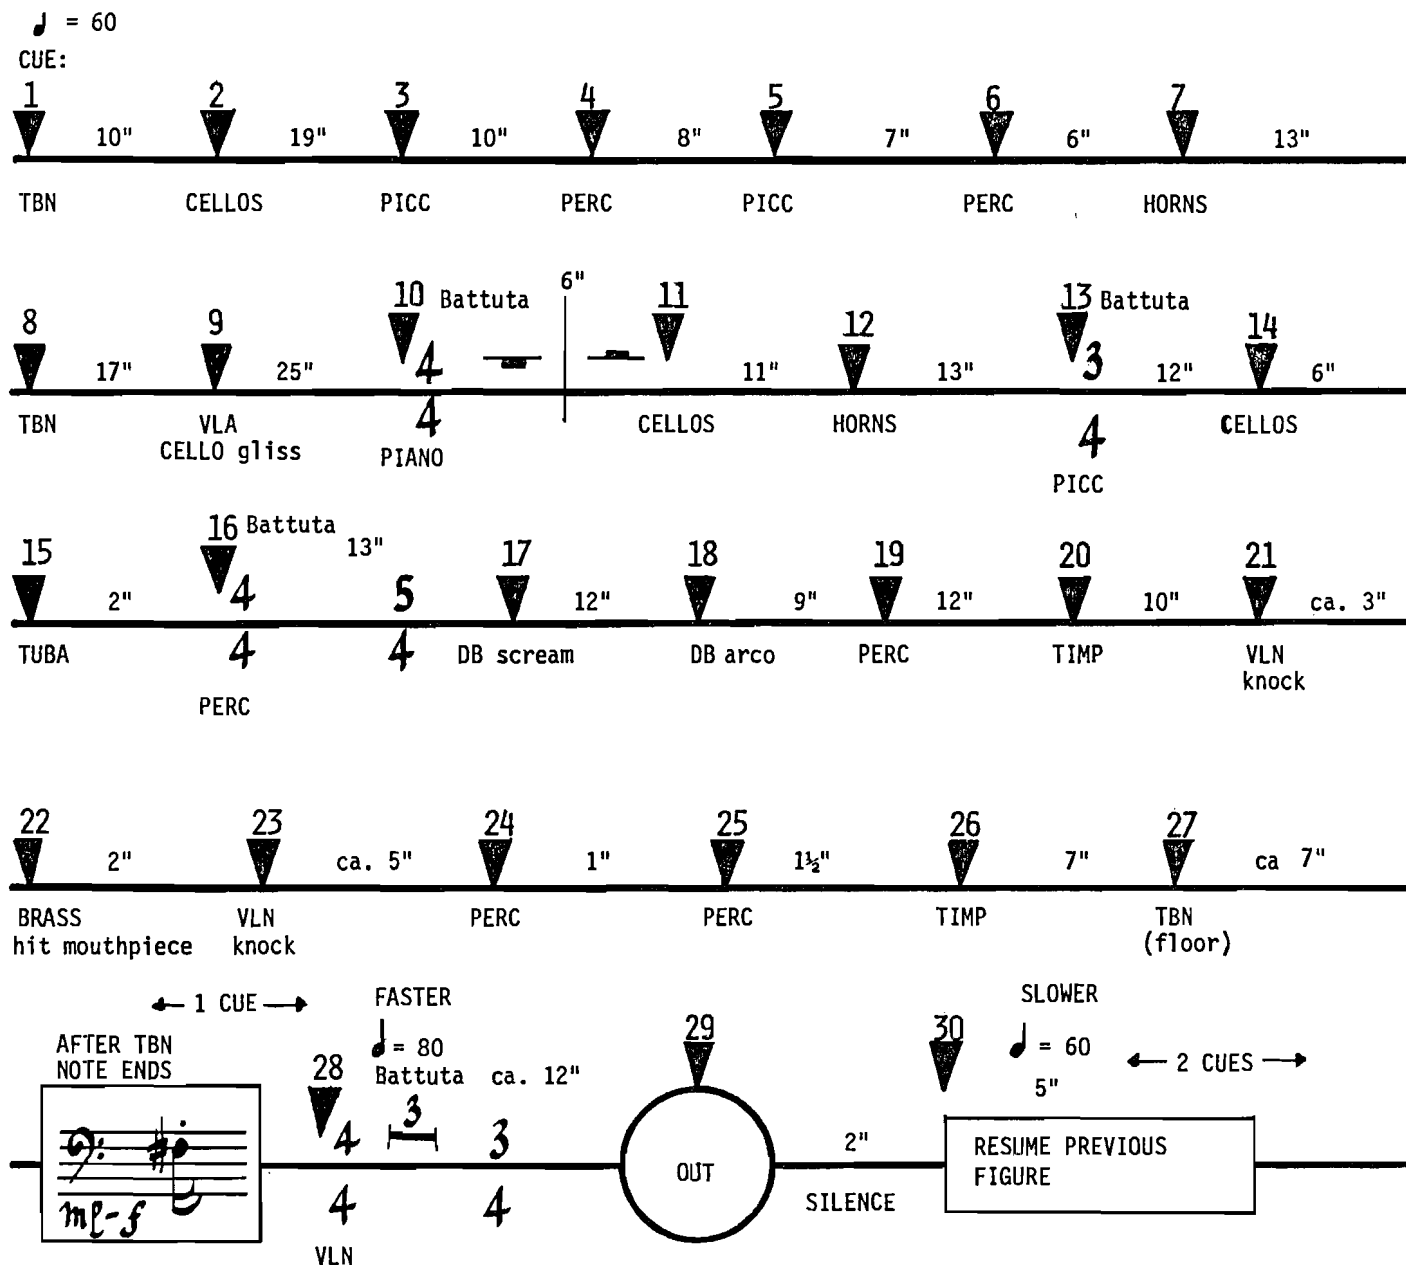 ♩ = 60
CUE:
1 2 3 4 5 6 7
10" 19" 10" 8" 7" 6" 13"
TBN CELLOS PICC PERC PICC PERC HORNS
8 9 10 Battuta 6" 11 12 13 Battuta 14
17" 25" 4 11" 13" 3 12" 6"
4 4
TBN VLA PIANO CELLOS HORNS PICC CELLOS
CELLO gliss
15 16 Battuta 13" 17 18 19 20 21
2" 4 5 12" 9" 12" 10" ca. 3"
4 4
TUBA PERC DB scream DB arco PERC TIMP VLN
knock
22 23 24 25 26 27
2" ca. 5" 1" 1½" 7" ca 7"
BRASS VLN PERC PERC TIMP TBN
hit mouthpiece knock (floor)
1 CUE FASTER SLOWER
AFTER TBN
NOTE ENDS
28 ♩ = 80 29 30 ♩ = 60 2 CUES
Battuta ca. 12" 5"
4 3 3
4 4
mp-f
VLN
OUT
2"
SILENCE
RESUME PREVIOUS
FIGURE